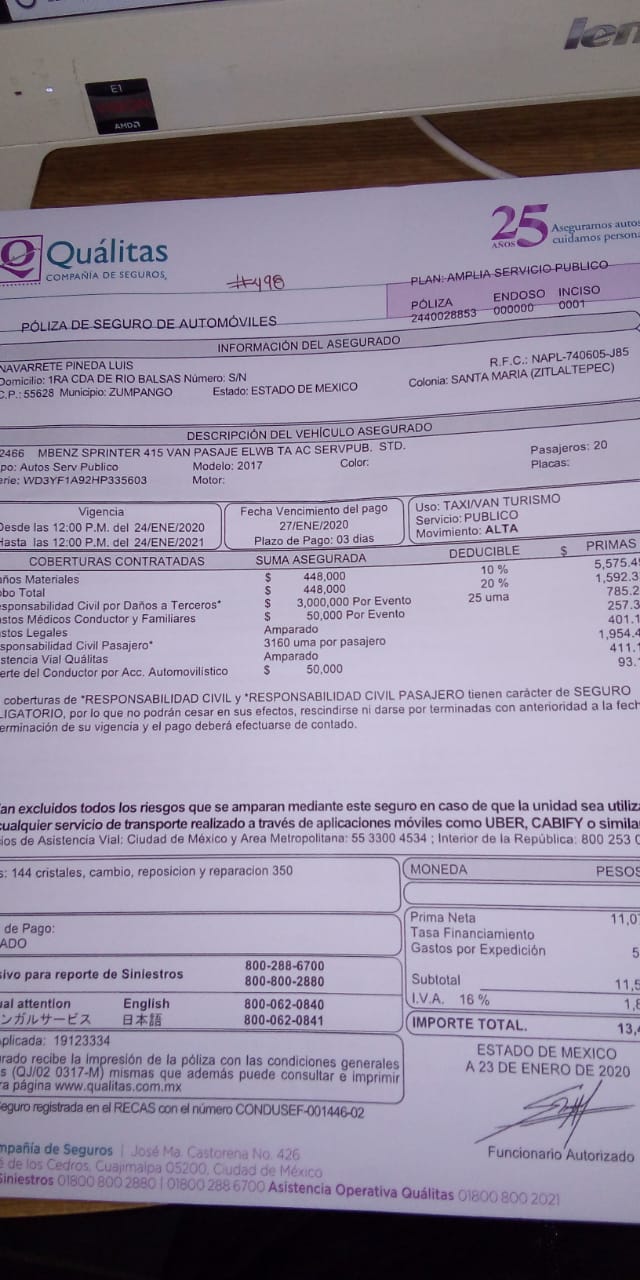 len
E1
AMD
25 AÑOS
Aseguramos autos
cuidamos person
Quálitas
COMPAÑÍA DE SEGUROS,
#498
PLAN: AMPLIA SERVICIO PUBLICO
PÓLIZA ENDOSO INCISO
2440028853 000000 0001
PÓLIZA DE SEGURO DE AUTOMÓVILES
INFORMACIÓN DEL ASEGURADO
NAVARRETE PINEDA LUIS
R.F.C.: NAPL-740605-J85
Domicilio: 1RA CDA DE RIO BALSAS Número: S/N
Colonia: SANTA MARIA (ZITLALTEPEC)
C.P.: 55628 Municipio: ZUMPANGO Estado: ESTADO DE MEXICO
DESCRIPCIÓN DEL VEHÍCULO ASEGURADO
2466 MBENZ SPRINTER 415 VAN PASAJE ELWB TA AC SERVPUB. STD.
po: Autos Serv Publico Modelo: 2017 Color: Pasajeros: 20
erie: WD3YF1A92HP335603 Motor: Placas:
Vigencia
Desde las 12:00 P.M. del 24/ENE/2020
Hasta las 12:00 P.M. del 24/ENE/2021
Fecha Vencimiento del pago
27/ENE/2020
Plazo de Pago: 03 dias
Uso: TAXI/VAN TURISMO
Servicio: PUBLICO
Movimiento: ALTA
COBERTURAS CONTRATADAS SUMA ASEGURADA DEDUCIBLE $ PRIMAS
años Materiales $ 448,000 10 % 5,575.4
obo Total $ 448,000 20 % 1,592.3
esponsabilidad Civil por Daños a Terceros* $ 3,000,000 Por Evento 25 uma 785.2
astos Médicos Conductor y Familiares $ 50,000 Por Evento 257.3
stos Legales Amparado 401.1
sponsabilidad Civil Pasajero* 3160 uma por pasajero 1,954.4
istencia Vial Quálitas Amparado 411.1
erte del Conductor por Acc. Automovilístico $ 50,000 93.
coberturas de *RESPONSABILIDAD CIVIL y *RESPONSABILIDAD CIVIL PASAJERO tienen carácter de SEGURO
LIGATORIO, por lo que no podrán cesar en sus efectos, rescindirse ni darse por terminadas con anterioridad a la fech
erminación de su vigencia y el pago deberá efectuarse de contado.
an excluidos todos los riesgos que se amparan mediante este seguro en caso de que la unidad sea utiliza
cualquier servicio de transporte realizado a través de aplicaciones móviles como UBER, CABIFY o simila
ios de Asistencia Vial: Ciudad de México y Area Metropolitana: 55 3300 4534 ; Interior de la República: 800 253 0
s: 144 cristales, cambio, reposicion y reparacion 350
MONEDA PESOS
de Pago:
ADO
Prima Neta 11,0
Tasa Financiamiento
Gastos por Expedición 5
Subtotal 11,5
I.V.A. 16 % 1,8
IMPORTE TOTAL. 13,4
sivo para reporte de Siniestros 800-288-6700
800-800-2880
ual attention English 800-062-0840
ンガルサービス 日本語 800-062-0841
plicada: 19123334
urado recibe la impresión de la póliza con las condiciones generales
s (QJ/02 0317-M) mismas que además puede consultar e imprimir
ra página www.qualitas.com.mx
eguro registrada en el RECAS con el número CONDUSEF-001446-02
ESTADO DE MEXICO
A 23 DE ENERO DE 2020
Funcionario Autorizado
mpañía de Seguros | José Ma. Castorena No. 426
é de los Cedros, Cuajimalpa 05200, Ciudad de México
Siniestros 01800 800 2880 | 01800 288 6700 Asistencia Operativa Quálitas 01800 800 2021